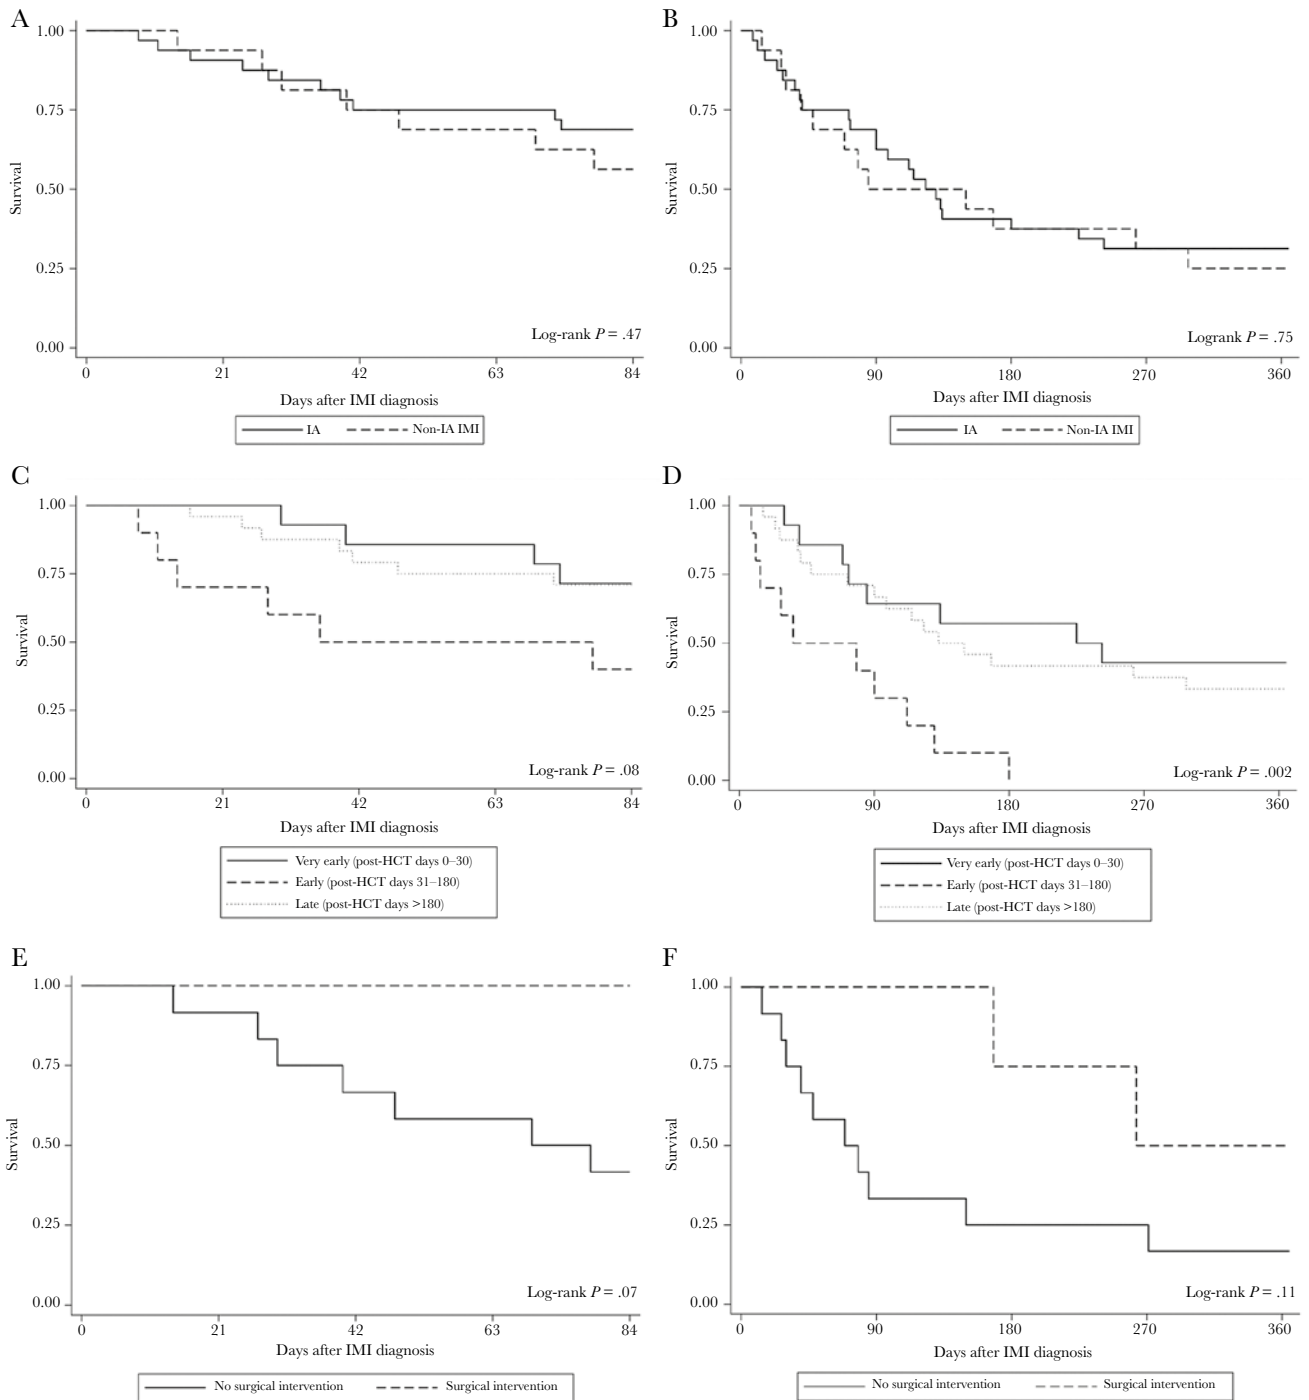 A
1.00
0.75
0.50
0.25
0.00
Survival
Log-rank P = .47
0 21 42 63 84
Days after IMI diagnosis
IA Non-IA IMI
B
1.00
0.75
0.50
0.25
0.00
Survival
Logrank P = .75
0 90 180 270 360
Days after IMI diagnosis
IA Non-IA IMI
C
1.00
0.75
0.50
0.25
0.00
Survival
Log-rank P = .08
0 21 42 63 84
Days after IMI diagnosis
Very early (post-HCT days 0–30)
Early (post-HCT days 31–180)
Late (post-HCT days >180)
D
1.00
0.75
0.50
0.25
0.00
Survival
Log-rank P = .002
0 90 180 270 360
Days after IMI diagnosis
Very early (post-HCT days 0–30)
Early (post-HCT days 31–180)
Late (post-HCT days >180)
E
1.00
0.75
0.50
0.25
0.00
Survival
Log-rank P = .07
0 21 42 63 84
Days after IMI diagnosis
No surgical intervention Surgical intervention
F
1.00
0.75
0.50
0.25
0.00
Survival
Log-rank P = .11
0 90 180 270 360
Days after IMI diagnosis
No surgical intervention Surgical intervention